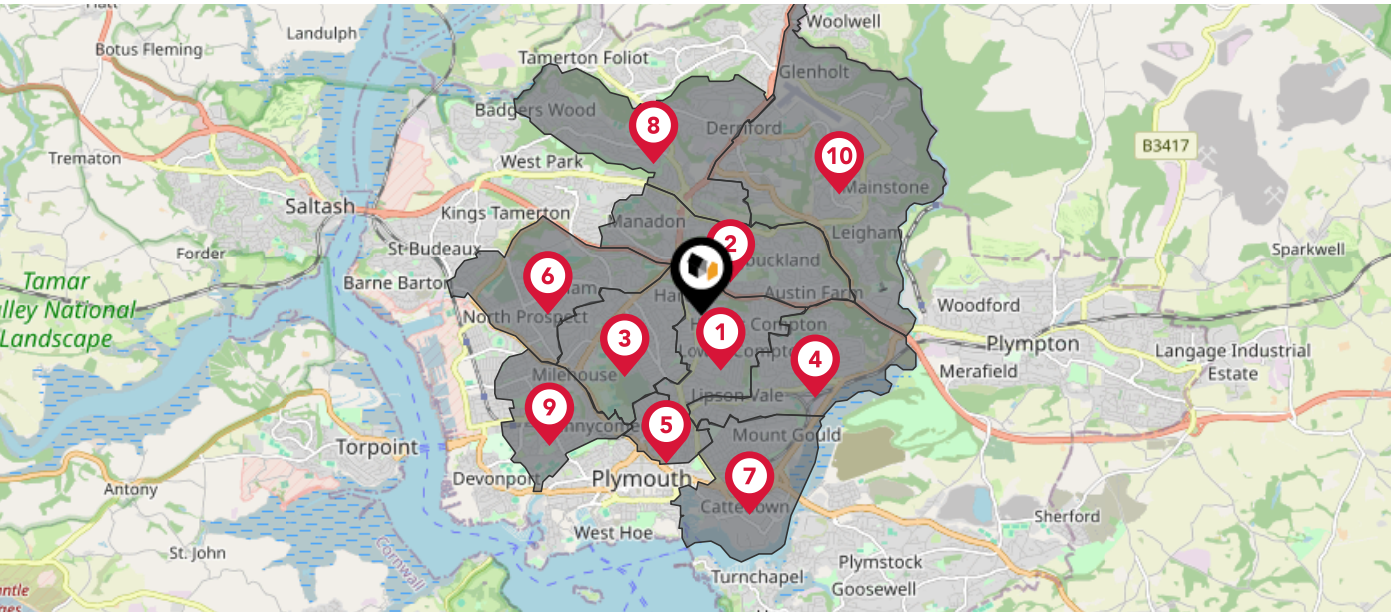 Woolwell
Landulph
Botus Fleming
Tamerton Foliot
Glenholt
Badgers Wood
8
Derriford
B3417
10
Trematon
West Park
Mainstone
Saltash
Kings Tamerton
Manadon
Leigham
St-Budeaux
2
Forder
Sparkwell
Tamar
lley National
Landscape
Barne Barton
6
buckland
Austin Farm
Woodford
North Prospect
3
1
Compton
Plympton
Langage Industrial
Estate
4
Merafield
Milehouse
Lipson Vale
9
5
Mount Gould
Torpoint
Devonport
Plymouth
7
Antony
Cattedown
West Hoe
Sherford
St. John
Cornwall
Plymstock
Turnchapel
Goosewell